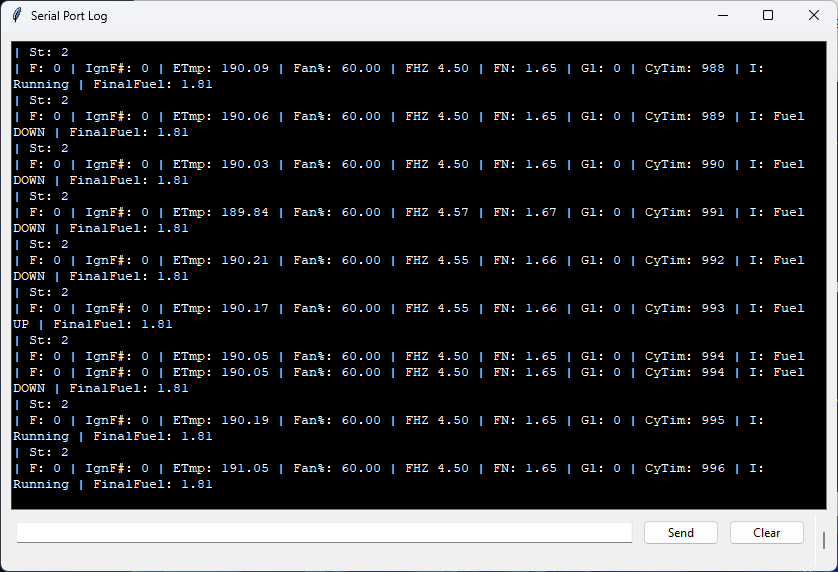 Serial Port Log
| St: 2
| F: 0 | IgnF#: 0 | ETmp: 190.09 | Fan%: 60.00 | FHZ 4.50 | FN: 1.65 | Gl: 0 | CyTim: 988 | I:
Running | FinalFuel: 1.81
| St: 2
| F: 0 | IgnF#: 0 | ETmp: 190.06 | Fan%: 60.00 | FHZ 4.50 | FN: 1.65 | Gl: 0 | CyTim: 989 | I: Fuel
DOWN | FinalFuel: 1.81
| St: 2
| F: 0 | IgnF#: 0 | ETmp: 190.03 | Fan%: 60.00 | FHZ 4.50 | FN: 1.65 | Gl: 0 | CyTim: 990 | I: Fuel
DOWN | FinalFuel: 1.81
| St: 2
| F: 0 | IgnF#: 0 | ETmp: 189.84 | Fan%: 60.00 | FHZ 4.57 | FN: 1.67 | Gl: 0 | CyTim: 991 | I: Fuel
DOWN | FinalFuel: 1.81
| St: 2
| F: 0 | IgnF#: 0 | ETmp: 190.21 | Fan%: 60.00 | FHZ 4.55 | FN: 1.66 | Gl: 0 | CyTim: 992 | I: Fuel
DOWN | FinalFuel: 1.81
| St: 2
| F: 0 | IgnF#: 0 | ETmp: 190.17 | Fan%: 60.00 | FHZ 4.55 | FN: 1.66 | Gl: 0 | CyTim: 993 | I: Fuel
UP | FinalFuel: 1.81
| St: 2
| F: 0 | IgnF#: 0 | ETmp: 190.05 | Fan%: 60.00 | FHZ 4.50 | FN: 1.65 | Gl: 0 | CyTim: 994 | I: Fuel
| F: 0 | IgnF#: 0 | ETmp: 190.05 | Fan%: 60.00 | FHZ 4.50 | FN: 1.65 | Gl: 0 | CyTim: 994 | I: Fuel
DOWN | FinalFuel: 1.81
| St: 2
| F: 0 | IgnF#: 0 | ETmp: 190.19 | Fan%: 60.00 | FHZ 4.50 | FN: 1.65 | Gl: 0 | CyTim: 995 | I:
Running | FinalFuel: 1.81
| St: 2
| F: 0 | IgnF#: 0 | ETmp: 191.05 | Fan%: 60.00 | FHZ 4.50 | FN: 1.65 | Gl: 0 | CyTim: 996 | I:
Running | FinalFuel: 1.81
Send
Clear